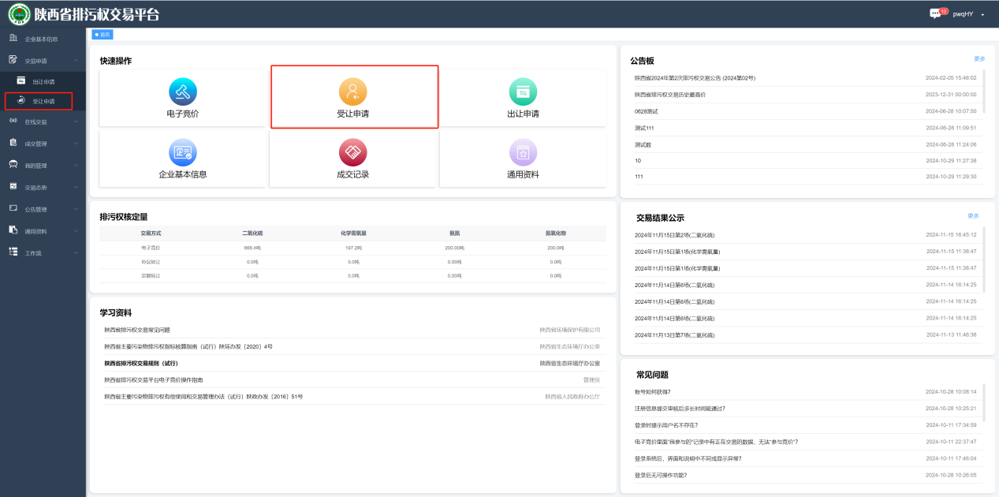 陕西省排污权交易平台
10
pwqHY
企业基本信息
交易申请
出让申请
受让申请
在线交易
成交管理
我的管理
交易态势
公告管理
通用资料
工作流
首页
快速操作
电子竞价
受让申请
出让申请
企业基本信息
成交记录
通用资料
排污权核定量
交易方式 二氧化硫 化学需氧量 氨氮 氮氧化物
电子竞价 666.4吨 197.2吨 200.00吨 200.0吨
协议转让 0.0吨 0.0吨 0.00吨 0.0吨
定额转让 0.0吨 0.0吨 0.00吨 0.0吨
学习资料
陕西省排污权交易常见问题 陕西省环境保护有限公司
陕西省主要污染物排污权指标核算指南（试行）陕环办发〔2020〕4号 陕西省生态环境厅办公室
陕西省排污权交易规则（试行） 陕西省生态环境厅办公室
陕西省排污权交易平台电子竞价操作指南 管理员
陕西省主要污染物排污权有偿使用和交易管理办法（试行）陕政办发〔2016〕51号 陕西省人民政府办公厅
公告板 更多
陕西省2024年第2次排污权交易公告 (2024第02号) 2024-02-05 15:46:02
陕西省排污权交易历史最高价 2023-12-31 00:00:00
0628测试 2024-06-28 10:07:50
测试111 2024-06-28 11:09:51
测试数 2024-06-28 11:24:06
10 2024-10-29 11:27:38
111 2024-10-29 11:29:30
交易结果公示 更多
2024年11月15日第2场(二氧化硫) 2024-11-15 16:45:12
2024年11月15日第1场(化学需氧量) 2024-11-15 11:38:47
2024年11月15日第1场(化学需氧量) 2024-11-15 11:38:47
2024年11月14日第6场(二氧化硫) 2024-11-14 16:14:25
2024年11月14日第6场(二氧化硫) 2024-11-14 16:14:25
2024年11月14日第6场(二氧化硫) 2024-11-14 16:14:25
2024年11月13日第7场(二氧化硫) 2024-11-13 11:46:36
常见问题
账号如何获得? 2024-10-28 10:08:14
注册信息提交审核后多长时间能通过? 2024-10-28 10:25:21
登录时提示用户名不存在? 2024-10-11 17:34:59
电子竞价里面"我参与的"记录中有正在交易的数据，无法"参与竞价"? 2024-10-11 22:37:47
登录系统后，界面和说明中不同或显示异常? 2024-10-11 17:46:04
登录后无可操作功能? 2024-10-28 10:26:05